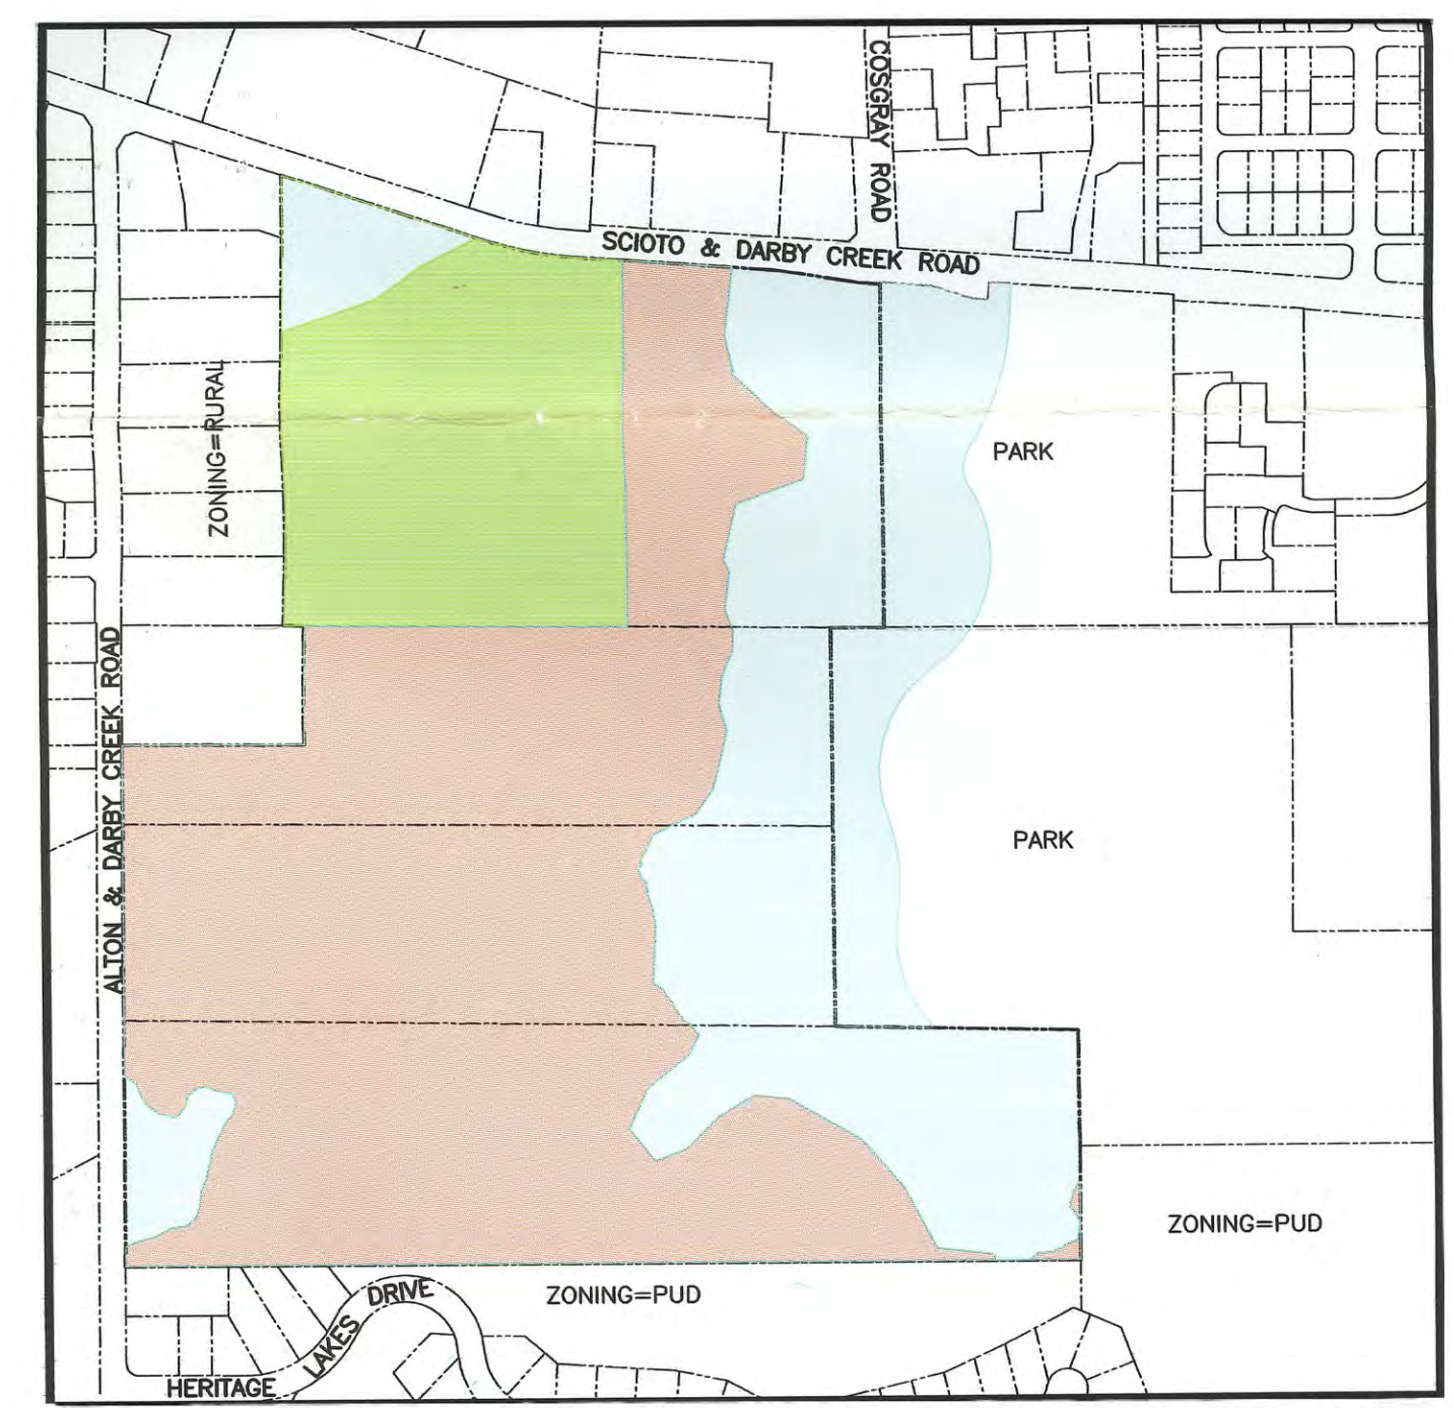 COSGRAY ROAD
SCIOTO & DARBY CREEK ROAD
ZONING=RURAL
PARK
ALTON & DARBY CREEK ROAD
PARK
ZONING=PUD
ZONING=PUD
HERITAGE LAKES DRIVE